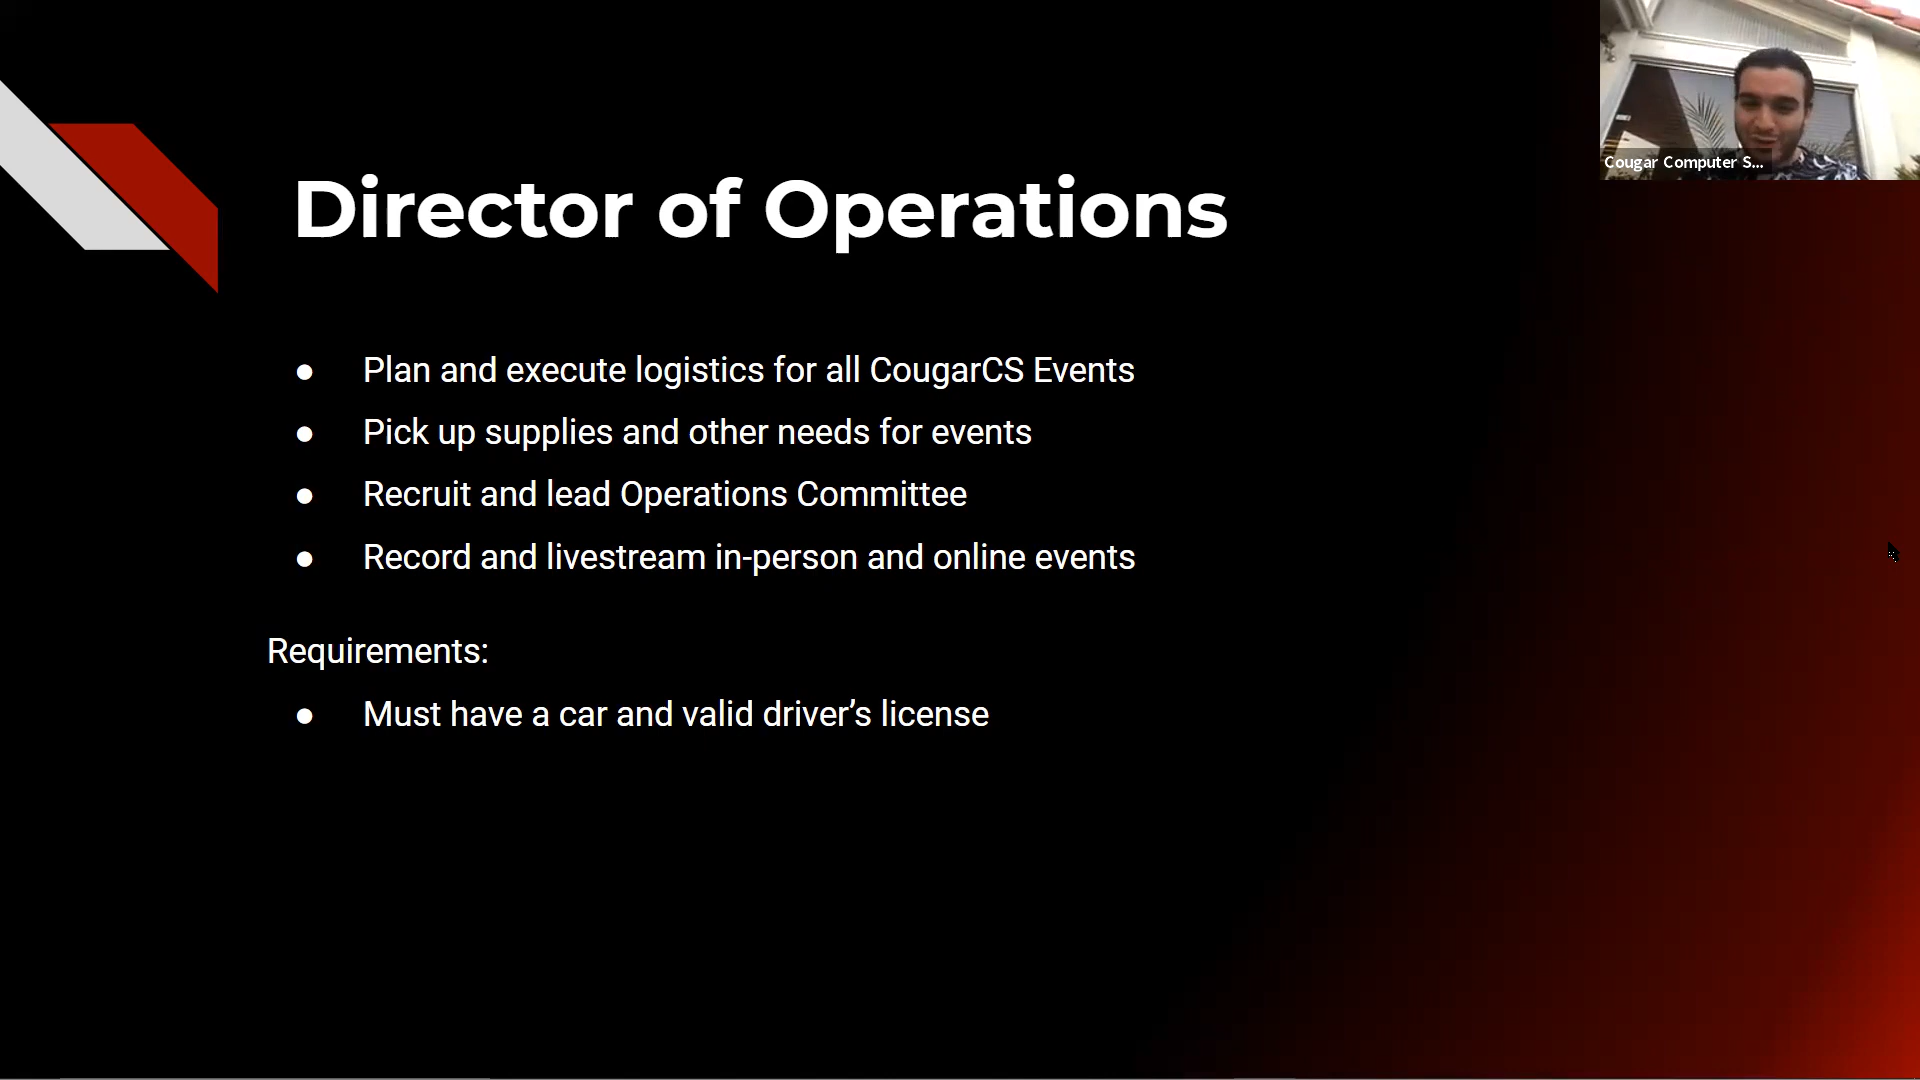 Cougar Computer S...
Director of Operations
● Plan and execute logistics for all CougarCS Events
● Pick up supplies and other needs for events
● Recruit and lead Operations Committee
● Record and livestream in-person and online events
Requirements:
● Must have a car and valid driver’s license